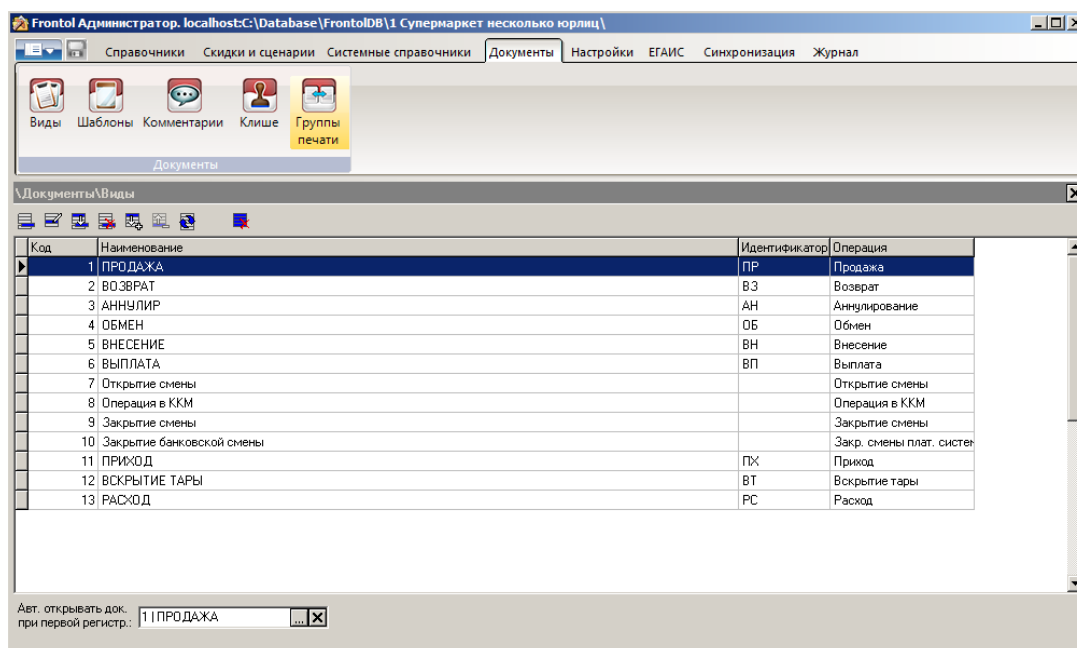 Frontol Администратор. localhost:C:\Database\FrontolDB\1 Супермаркет несколько юрлиц\
Справочники Скидки и сценарии Системные справочники Документы Настройки ЕГАИС Синхронизация Журнал
Виды Шаблоны Комментарии Клише Группы печати
Документы
\Документы\Виды
Код Наименование Идентификатор Операция
1 ПРОДАЖА ПР Продажа
2 ВОЗВРАТ ВЗ Возврат
3 АННУЛИР АН Аннулирование
4 ОБМЕН ОБ Обмен
5 ВНЕСЕНИЕ ВН Внесение
6 ВЫПЛАТА ВП Выплата
7 Открытие смены Открытие смены
8 Операция в ККМ Операция в ККМ
9 Закрытие смены Закрытие смены
10 Закрытие банковской смены Закр. смены плат. систем
11 ПРИХОД ПХ Приход
12 ВСКРЫТИЕ ТАРЫ ВТ Вскрытие тары
13 РАСХОД РС Расход
Авт. открывать док.
при первой регистр.: 1 | ПРОДАЖА ...